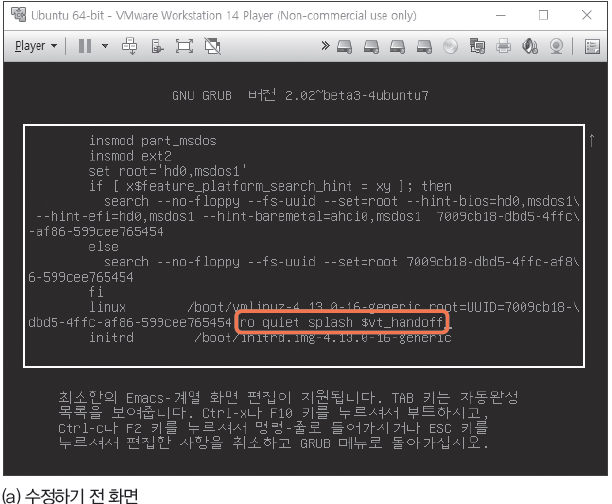 Ubuntu 64-bit - VMware Workstation 14 Player (Non-commercial use only)
Player
GNU GRUB 버전 2.02~beta3-4ubuntu7
insmod part_msdos
insmod ext2
set root='hd0,msdos1'
if [ x$feature_platform_search_hint = xy ]; then
search --no-floppy --fs-uuid --set=root --hint-bios=hd0,msdos1\
--hint-efi=hd0,msdos1 --hint-baremetal=ahci0,msdos1 7009cb18-dbd5-4ffc\
-af86-599cee765454
else
search --no-floppy --fs-uuid --set=root 7009cb18-dbd5-4ffc-af8\
6-599cee765454
fi
linux /boot/vmlinuz-4.13.0-16-generic root=UUID=7009cb18-\
dbd5-4ffc-af86-599cee765454 ro quiet splash $vt_handoff
initrd /boot/initrd.img-4.13.0-16-generic
최소한의 Emacs-계열 화면 편집이 지원됩니다. TAB 키는 자동완성
목록을 보여줍니다. Ctrl-x나 F10 키를 누르셔서 부트하시고,
Ctrl-c나 F2 키를 누르셔서 명령-줄로 들어가시거나 ESC 키를
누르셔서 편집한 사항을 취소하고 GRUB 메뉴로 돌아가십시오.
(a) 수정하기 전 화면